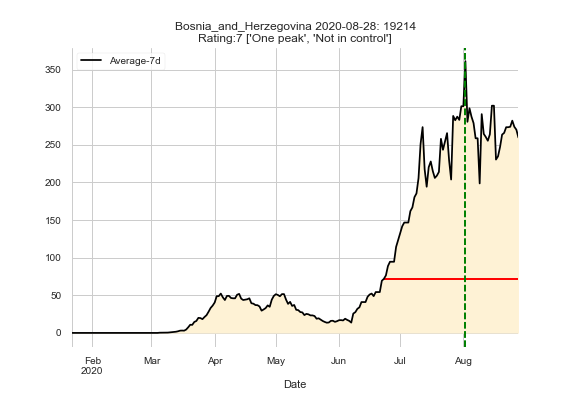 Bosnia_and_Herzegovina 2020-08-28: 19214
Rating:7 ['One peak', 'Not in control']
Average-7d
350
300
250
200
150
100
50
0
Feb Mar Apr May Jun Jul Aug
2020
Date